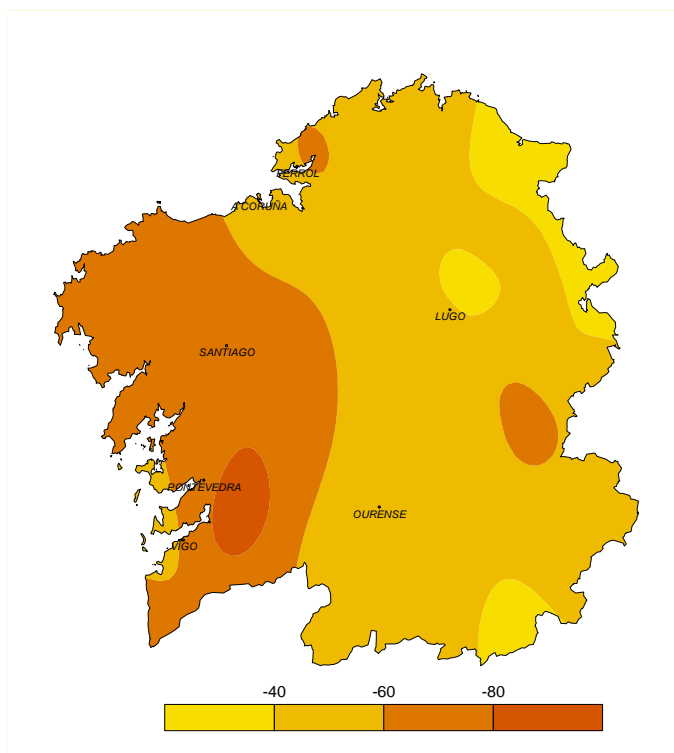 FERROL
A CORUÑA
LUGO
SANTIAGO
PONTEVEDRA
OURENSE
VIGO
-40 -60 -80